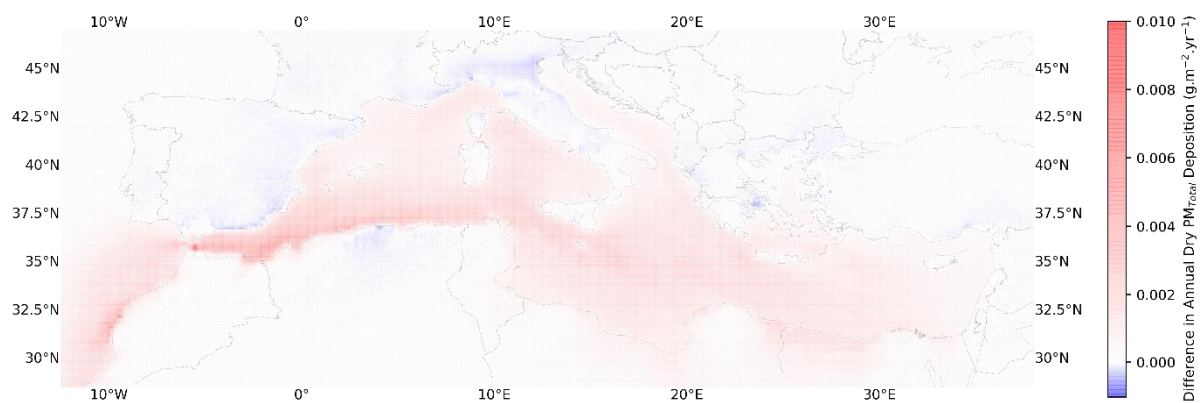 10°W 0° 10°E 20°E 30°E
45°N 45°N
42.5°N 42.5°N
40°N 40°N
37.5°N 37.5°N
35°N 35°N
32.5°N 32.5°N
30°N 30°N
10°W 0° 10°E 20°E 30°E
0.010
0.008
0.006
0.004
0.002
0.000
Difference in Annual Dry PM_Total Deposition (g.m⁻².yr⁻¹)